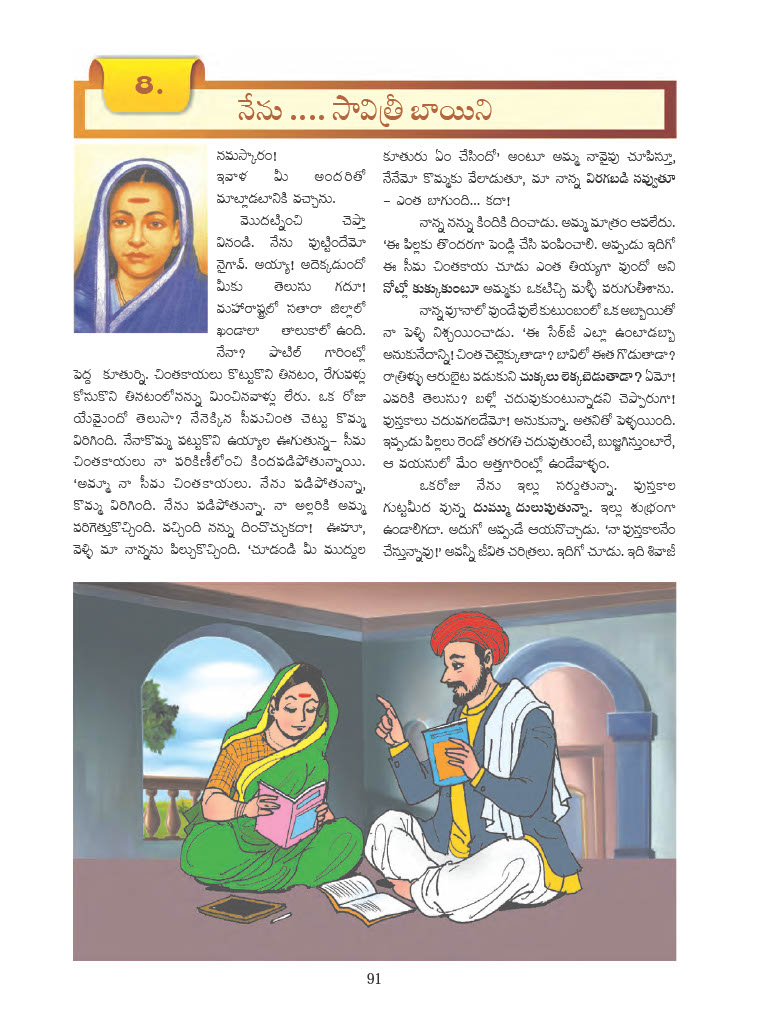 8.
నేను .... సావిత్రీ బాయిని
నమస్కారం!
ఇవాళ మీ అందరితో
మాట్లాడటానికి వచ్చాను.
మొదట్నించి చెప్తా
వినండి. నేను పుట్టిందేమో
నైగావ్. అయ్యా! అదెక్కడుందో
మీకు తెలుసు గదూ!
మహారాష్ట్రలో సతారా జిల్లాలో
ఖండాలా తాలుకాలో ఉంది.
నేనా? పాటిల్ గారింట్లో
పెద్ద కూతుర్ని. చింతకాయలు కొట్టుకొని తినటం, రేగువళ్లు
కోసుకొని తినటంలోనన్ను మించినవాళ్లు లేరు. ఒక రోజు
యేమైందో తెలుసా? నేనెక్కిన సీమచింత చెట్టు కొమ్మ
విరిగింది. నేనాకొమ్మ పట్టుకొని ఉయ్యాల ఊగుతున్న– సీమ
చింతకాయలు నా పరికిణీలోంచి కిందపడిపోతున్నాయి.
'అమ్మా నా సీమ చింతకాయలు. నేను పడిపోతున్నా,
కొమ్మ విరిగింది. నేను పడిపోతున్నా. నా అల్లరికి అమ్మ
పరిగెత్తుకొచ్చింది. వచ్చింది నన్ను దించొచ్చుకదా! ఊహూ,
వెళ్ళి మా నాన్నను పిల్చుకొచ్చింది. 'చూడండి మీ ముద్దుల
కూతురు ఏం చేసిందో' అంటూ అమ్మ నావైపు చూపిస్తూ,
నేనేమో కొమ్మకు వేలాడుతూ, మా నాన్న విరగబడి నవ్వుతూ
– ఎంత బాగుంది... కదా!
నాన్న నన్ను కిందికి దించాడు. అమ్మ మాత్రం ఆపలేదు.
'ఈ పిల్లకు తొందరగా పెండ్లి చేసి పంపించాలి. అప్పుడు ఇదిగో
ఈ సీమ చింతకాయ చూడు ఎంత తియ్యగా వుందో అని
నోట్లో కుక్కుకుంటూ అమ్మకు ఒకటిచ్చి మళ్ళీ పరుగుతీశాను.
నాన్న పూనాలో వుండే ఫులే కుటుంబంలో ఒక అబ్బాయితో
నా పెళ్ళి నిశ్చయించాడు. 'ఈ సేఠ్‌జీ ఎట్లా ఉంటాడబ్బా
అనుకునేదాన్ని! చింత చెట్లెక్కుతాడా? బావిలో ఈత గొడుతాడా?
రాత్రిళ్ళు ఆరుబైట పడుకుని చుక్కలు లెక్కబెడుతాడా? ఏమో!
ఎవరికి తెలుసు? బళ్లో చదువుకుంటున్నాడని చెప్పారుగా!
పుస్తకాలు చదువగలడేమో! అనుకున్నా. అతనితో పెళ్ళయింది.
ఇప్పుడు పిల్లలు రెండో తరగతి చదువుతుంటే, బుజ్జగిస్తుంటారే,
ఆ వయసులో మేం అత్తగారింట్లో ఉండేవాళ్ళం.
ఒకరోజు నేను ఇల్లు సర్దుతున్నా. పుస్తకాల
గుట్టమీద వున్న దుమ్ము దులుపుతున్నా. ఇల్లు శుభ్రంగా
ఉండాలిగదా. అదుగో అప్పుడే ఆయనొచ్చాడు. 'నా పుస్తకాలనేం
చేస్తున్నావు!' అవన్నీ జీవిత చరిత్రలు. ఇదిగో చూడు. ఇది శివాజీ
91